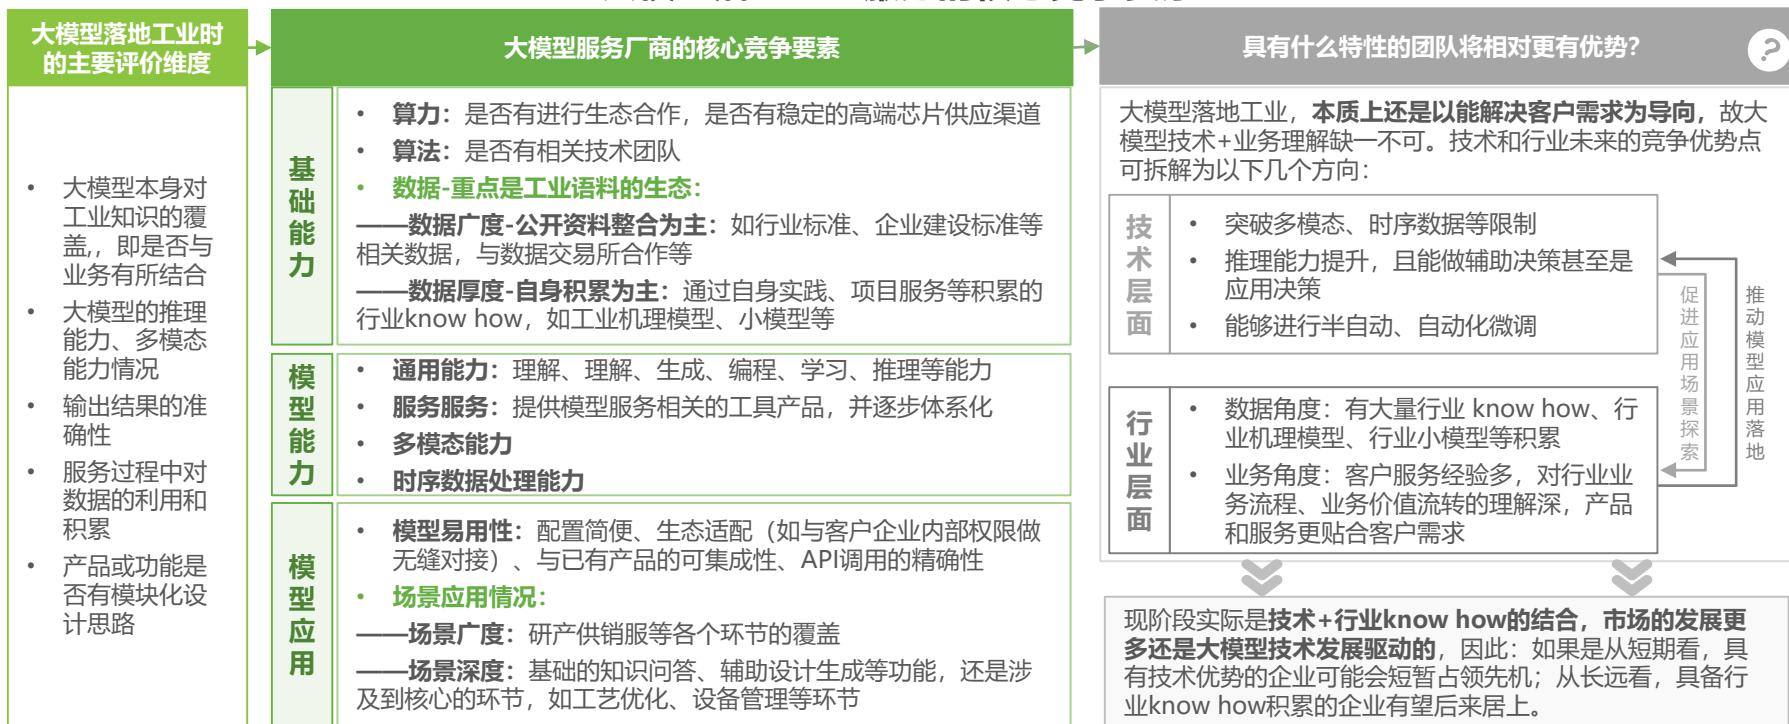 大模型落地工业时
的主要评价维度
大模型服务厂商的核心竞争要素
具有什么特性的团队将相对更有优势?
?
• 大模型本身对
工业知识的覆
盖,，即是否与
业务有所结合
• 大模型的推理
能力、多模态
能力情况
• 输出结果的准
确性
• 服务过程中对
数据的利用和
积累
• 产品或功能是
否有模块化设
计思路
基础能力
• 算力：是否有进行生态合作，是否有稳定的高端芯片供应渠道
• 算法：是否有相关技术团队
• 数据-重点是工业语料的生态：
——数据广度-公开资料整合为主：如行业标准、企业建设标准等
相关数据，与数据交易所合作等
——数据厚度-自身积累为主：通过自身实践、项目服务等积累的
行业know how，如工业机理模型、小模型等
模型能力
• 通用能力：理解、理解、生成、编程、学习、推理等能力
• 服务服务：提供模型服务相关的工具产品，并逐步体系化
• 多模态能力
• 时序数据处理能力
模型应用
• 模型易用性：配置简便、生态适配（如与客户企业内部权限做
无缝对接）、与已有产品的可集成性、API调用的精确性
• 场景应用情况：
——场景广度：研产供销服等各个环节的覆盖
——场景深度：基础的知识问答、辅助设计生成等功能，还是涉
及到核心的环节，如工艺优化、设备管理等环节
大模型落地工业，本质上还是以能解决客户需求为导向，故大
模型技术+业务理解缺一不可。技术和行业未来的竞争优势点
可拆解为以下几个方向：
技术层面
• 突破多模态、时序数据等限制
• 推理能力提升，且能做辅助决策甚至是
应用决策
• 能够进行半自动、自动化微调
行业层面
• 数据角度：有大量行业 know how、行
业机理模型、行业小模型等积累
• 业务角度：客户服务经验多，对行业业
务流程、业务价值流转的理解深，产品
和服务更贴合客户需求
促进应用场景探索
推动模型应用落地
现阶段实际是技术+行业know how的结合，市场的发展更
多还是大模型技术发展驱动的，因此：如果是从短期看，具
有技术优势的企业可能会短暂占领先机；从长远看，具备行
业know how积累的企业有望后来居上。